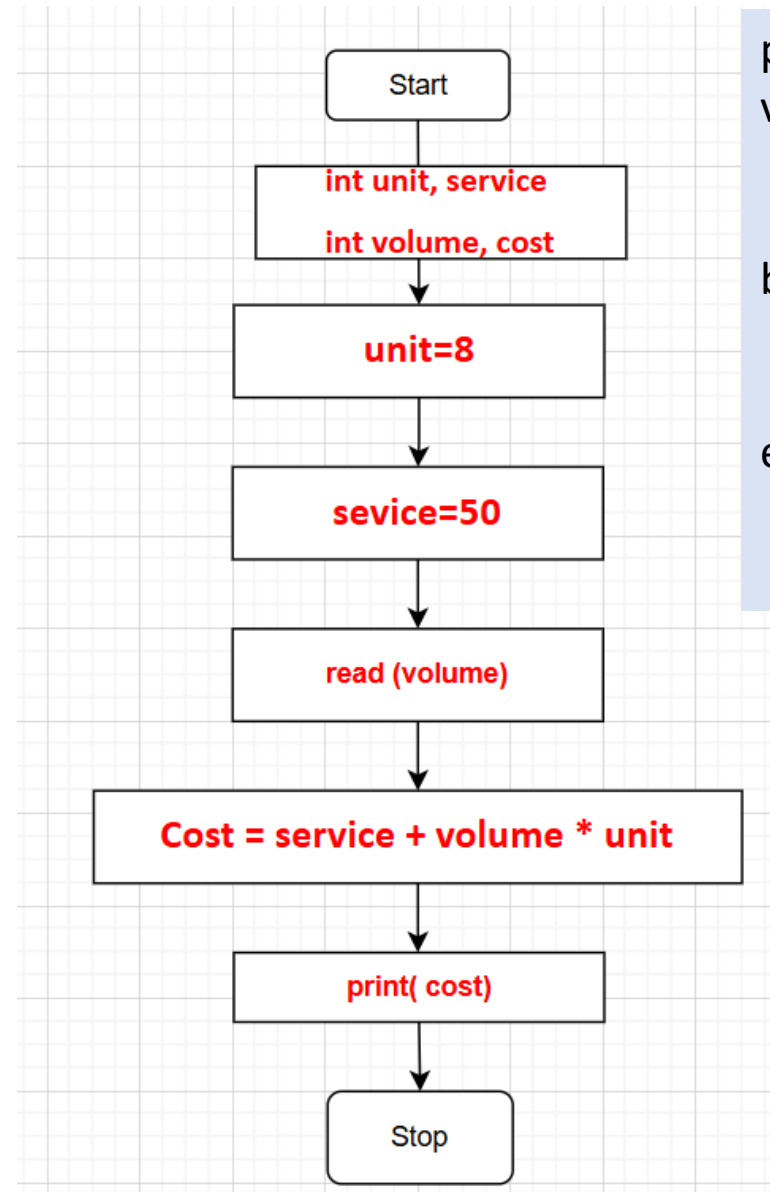 Start
int unit, service
int volume, cost
unit=8
sevice=50
read (volume)
Cost = service + volume * unit
print( cost)
Stop